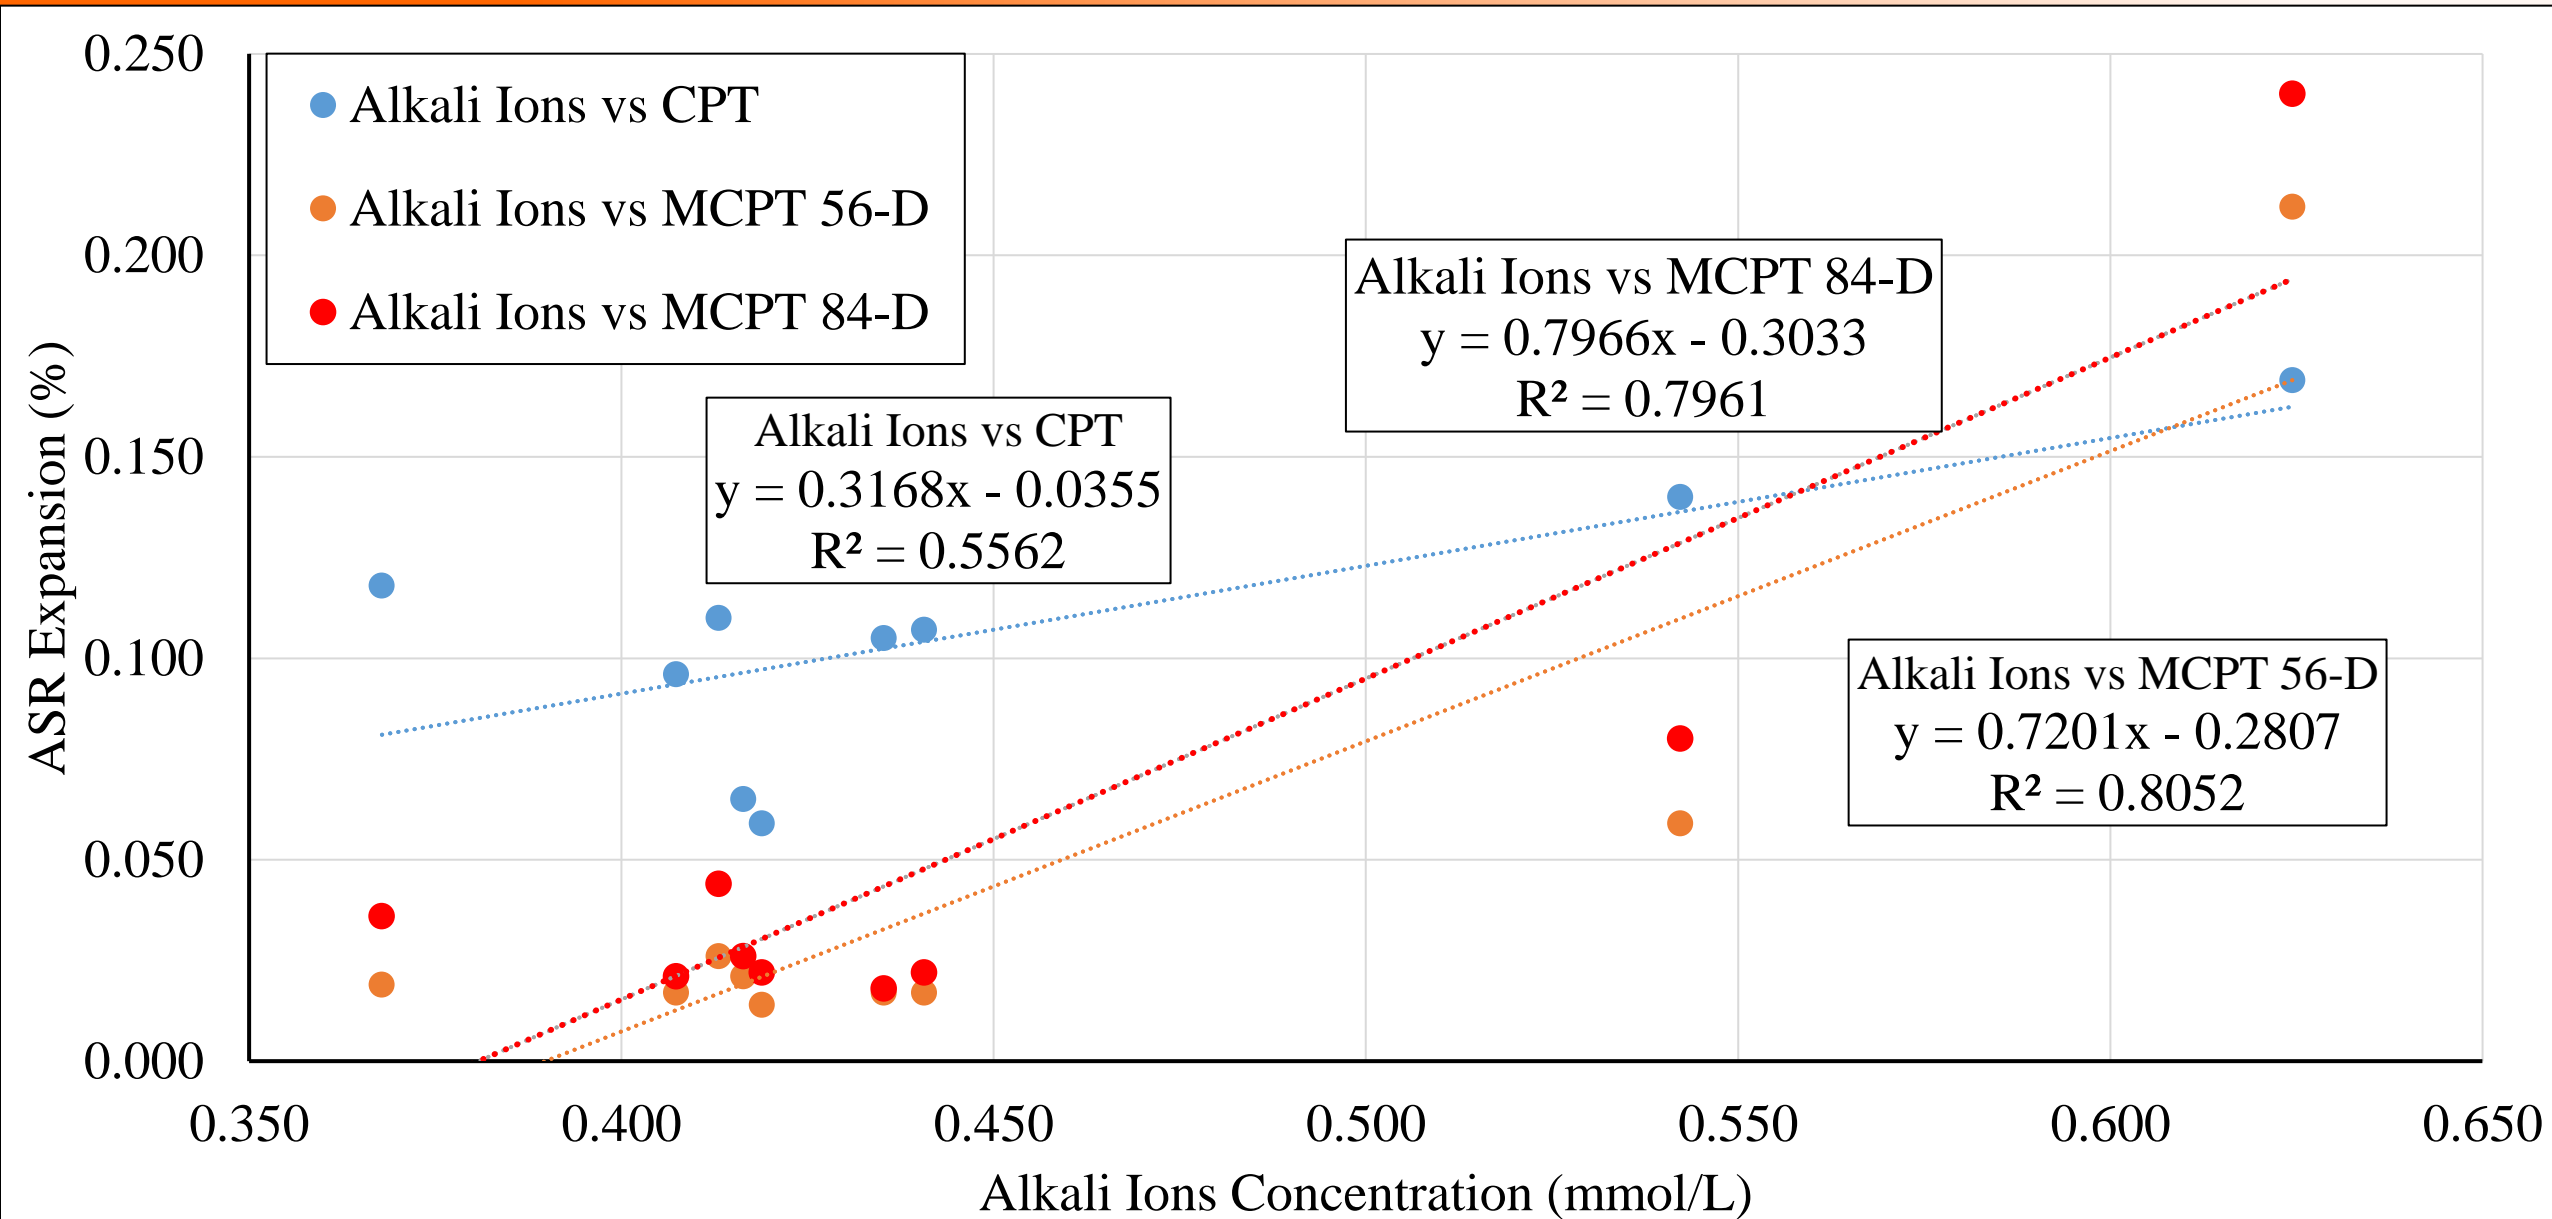 0.250
0.200
0.150
0.100
0.050
0.000
ASR Expansion (%)
Alkali Ions vs CPT
Alkali Ions vs MCPT 56-D
Alkali Ions vs MCPT 84-D
Alkali Ions vs MCPT 84-D
y = 0.7966x - 0.3033
R² = 0.7961
Alkali Ions vs CPT
y = 0.3168x - 0.0355
R² = 0.5562
Alkali Ions vs MCPT 56-D
y = 0.7201x - 0.2807
R² = 0.8052
0.350 0.400 0.450 0.500 0.550 0.600 0.650
Alkali Ions Concentration (mmol/L)